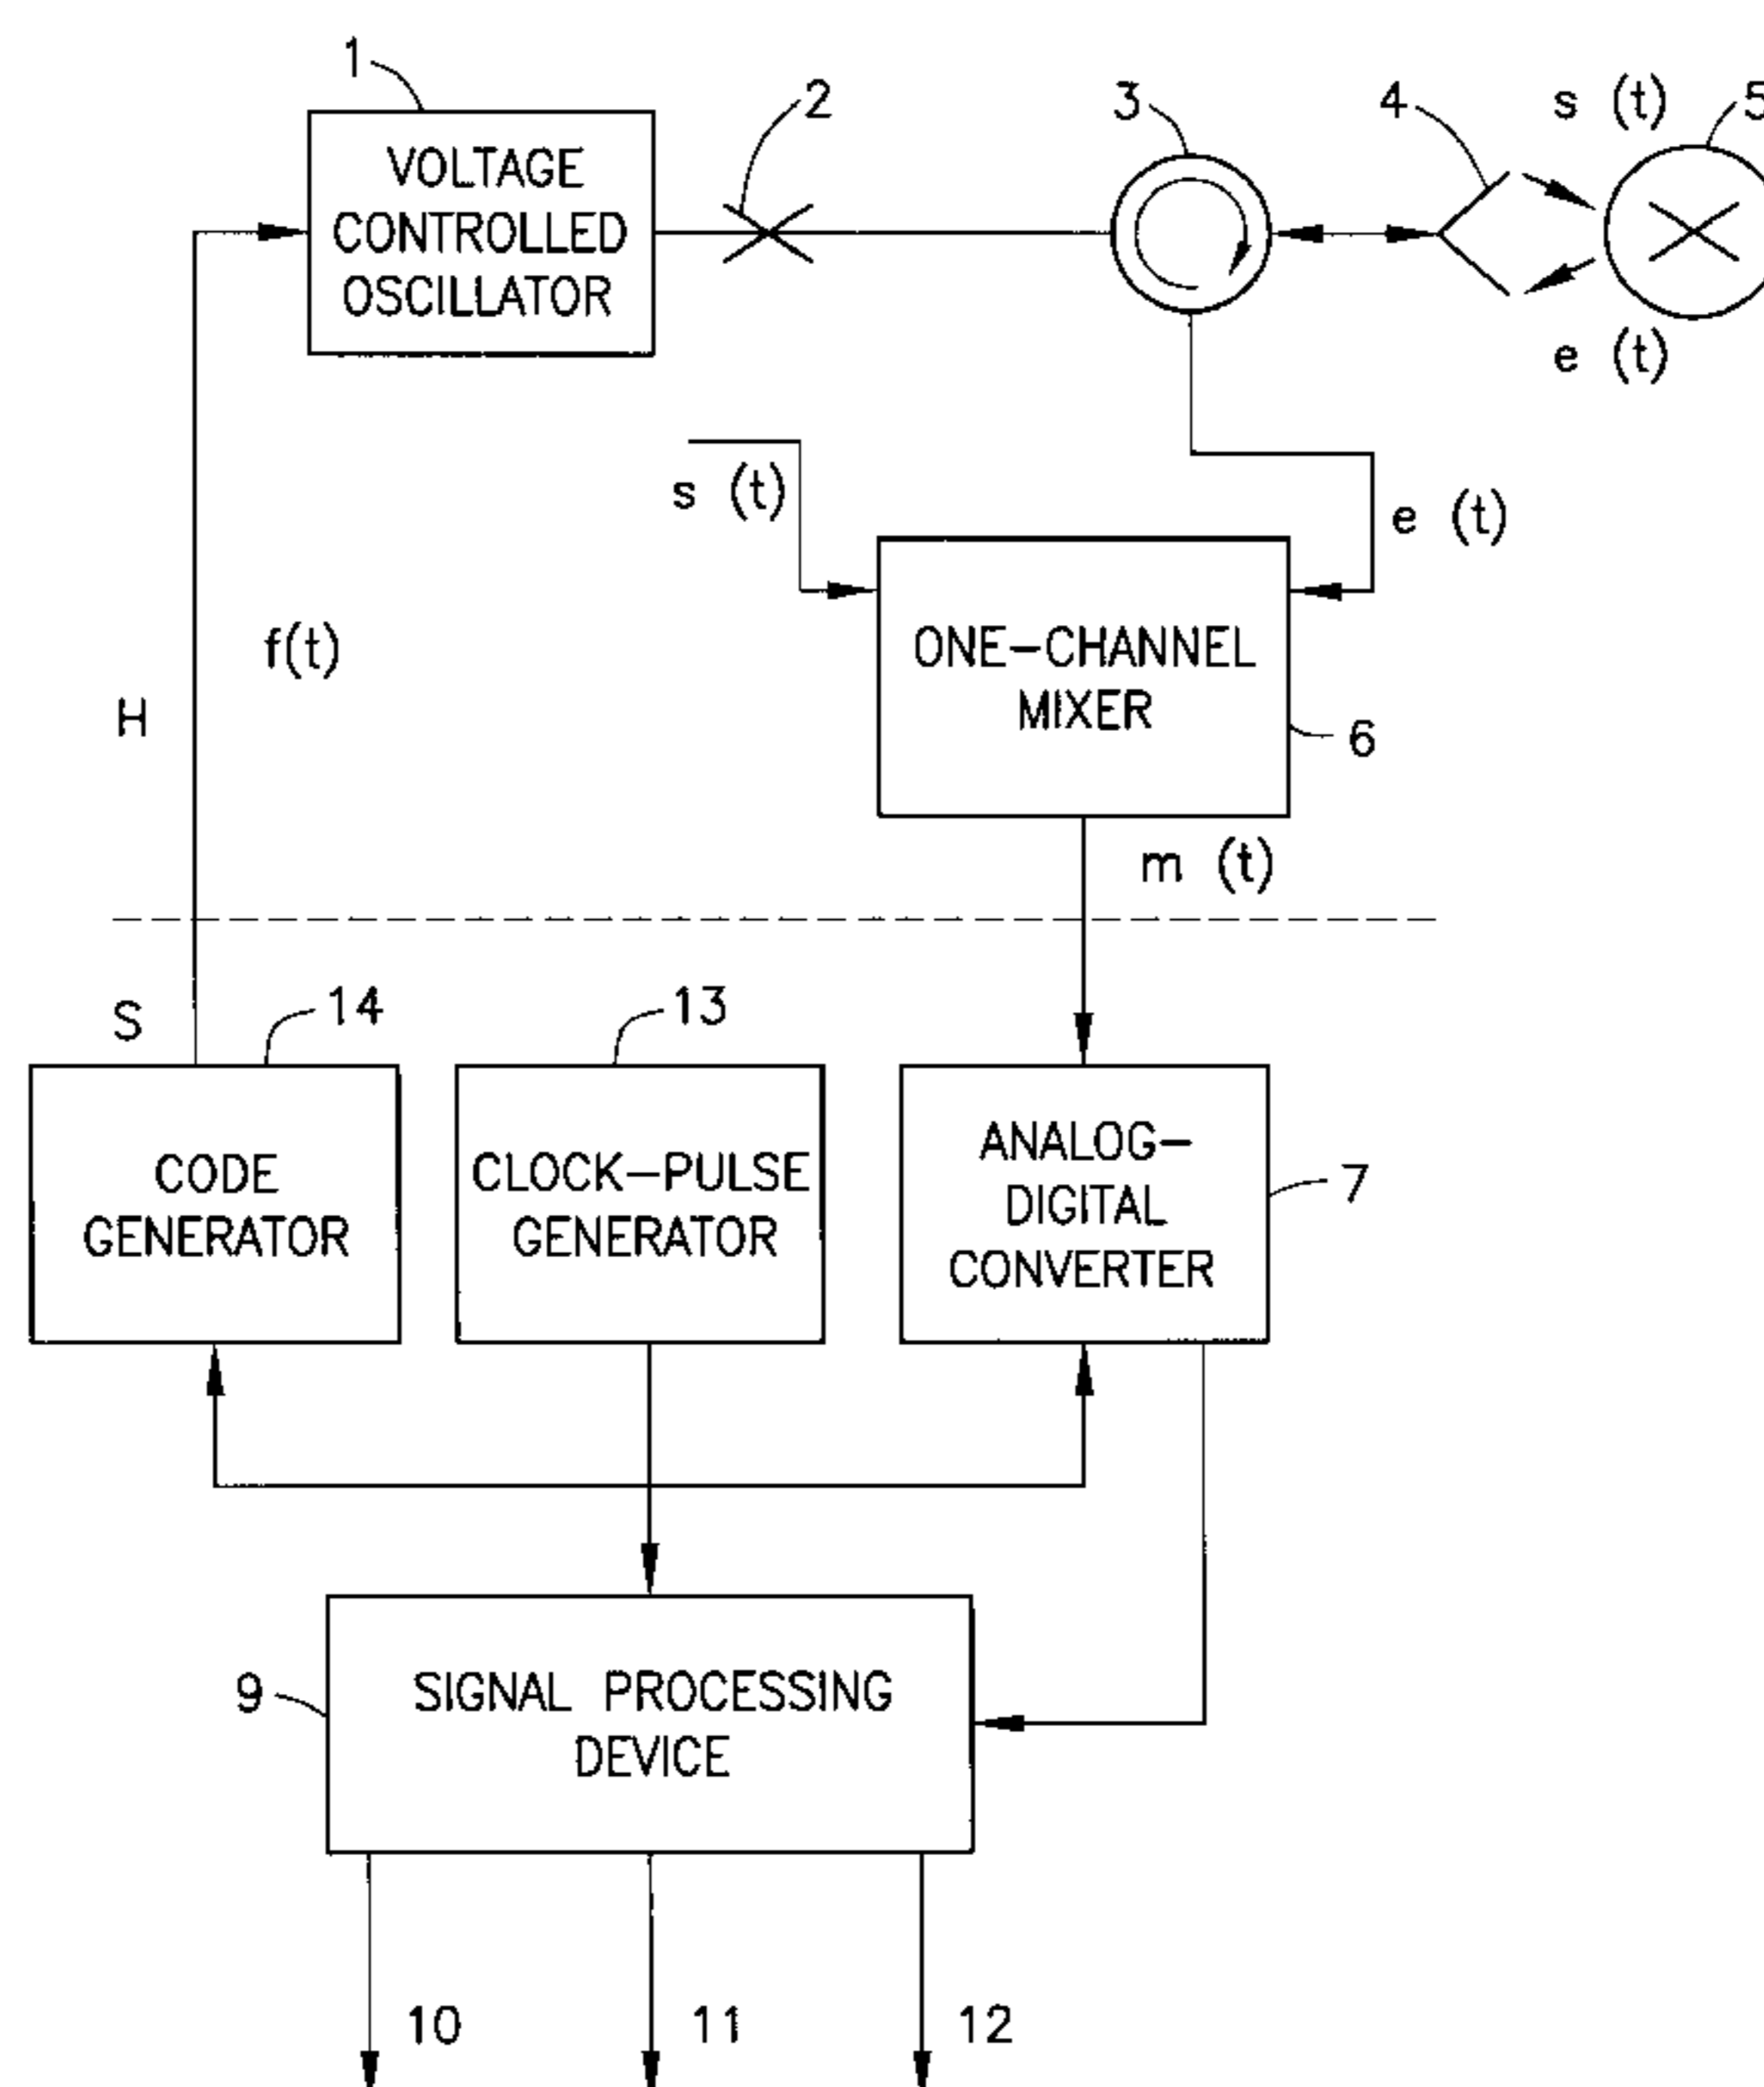 1
2
3
4
s (t)
5
VOLTAGE
CONTROLLED
OSCILLATOR
e (t)
s (t)
e (t)
f(t)
ONE-CHANNEL
MIXER
H
6
m (t)
S
14
13
CODE
GENERATOR
CLOCK-PULSE
GENERATOR
ANALOG-
DIGITAL
CONVERTER
7
9
SIGNAL PROCESSING
DEVICE
10
11
12